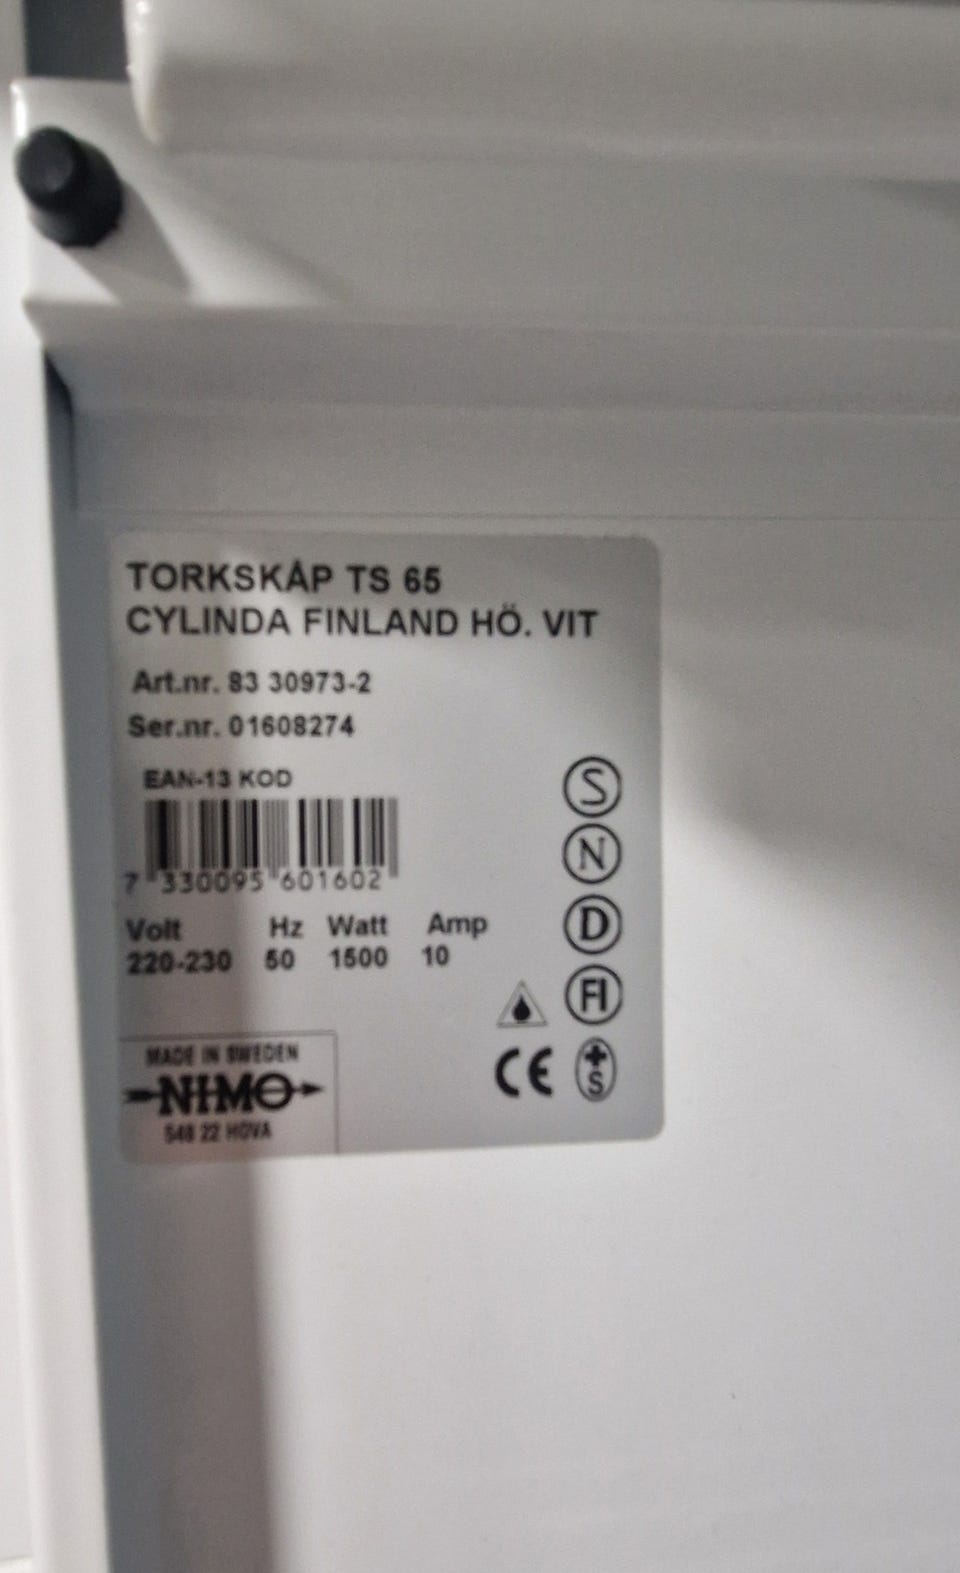 TORKSKÅP TS 65
CYLINDA FINLAND HÖ. VIT
Art.nr. 83 30973-2
Ser.nr. 01608274
EAN-13 KOD
7 330095 601602
Volt Hz Watt Amp
220-230 50 1500 10
S
N
D
FI
CE
+S
MADE IN SWEDEN
NIMO
548 22 HOVA